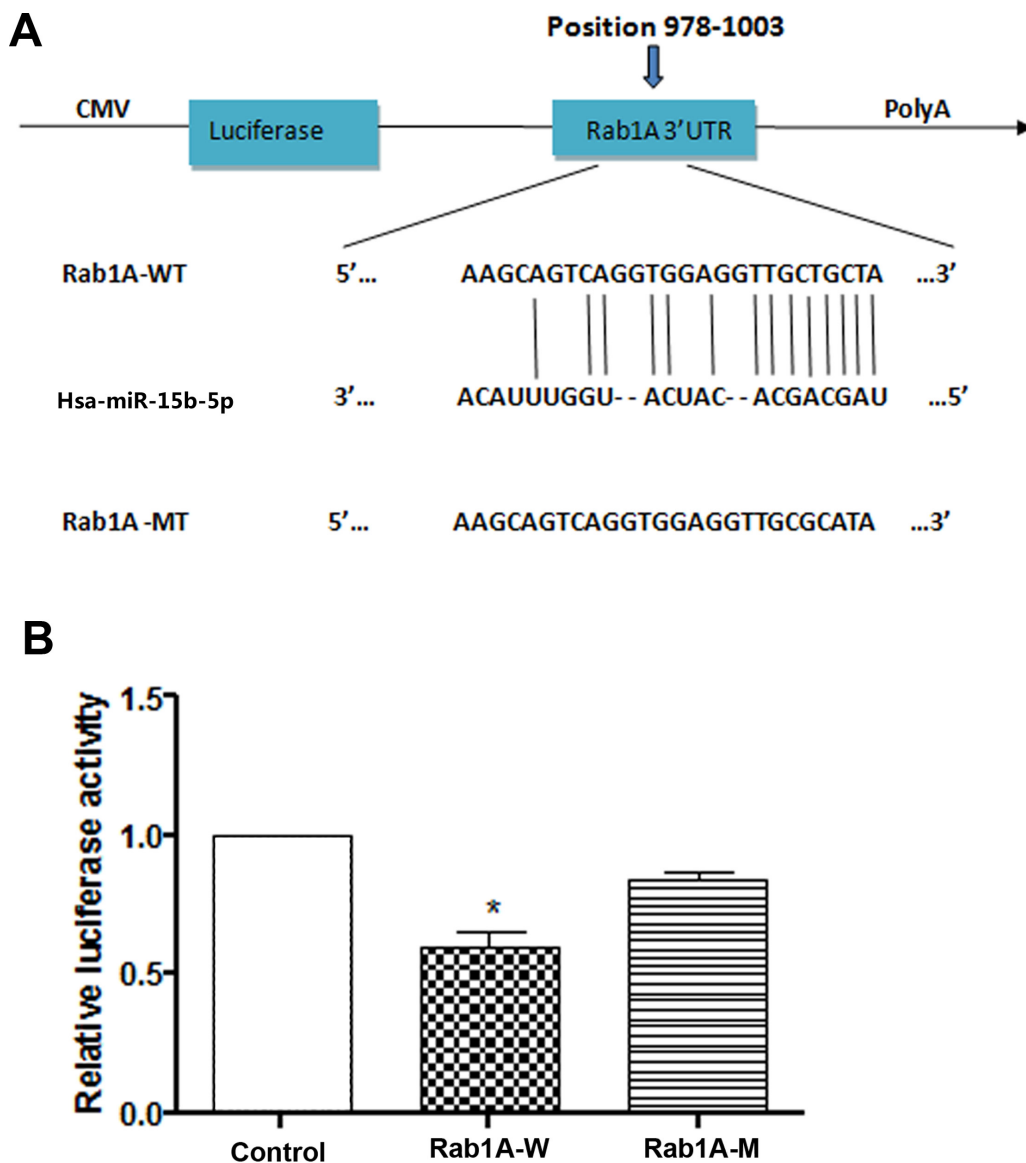 A
Position 978-1003
CMV
Luciferase
Rab1A 3’UTR
PolyA
Rab1A-WT 5’... AAGCAGTCAGGTGGAGGTTGCTGCTA ...3’
Hsa-miR-15b-5p 3’... ACAUUUGGU--ACUAC--ACGACGAU ...5’
Rab1A -MT 5’... AAGCAGTCAGGTGGAGGTTGCGCATA ...3’
B
Relative luciferase activity
1.5
1.0
0.5
0.0
*
Control Rab1A-W Rab1A-M